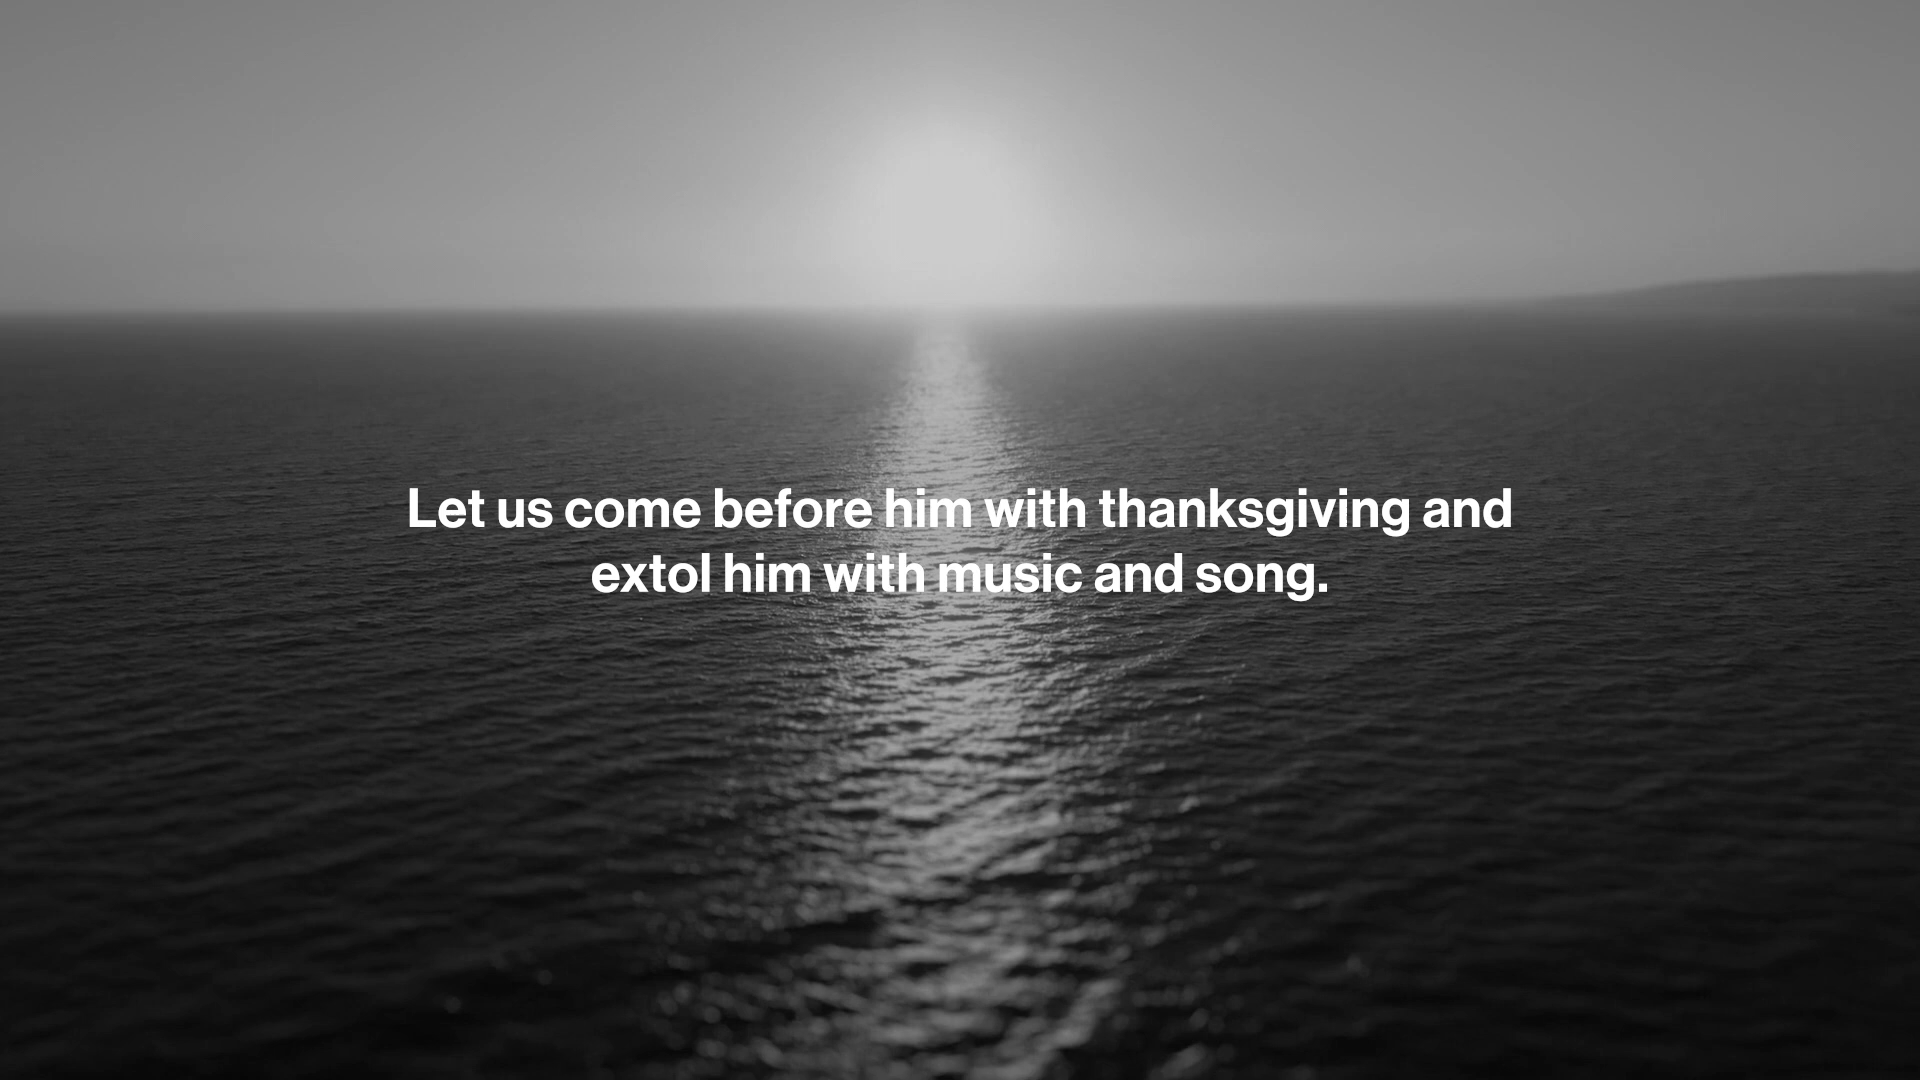 Let us come before him with thanksgiving and
extol him with music and song.